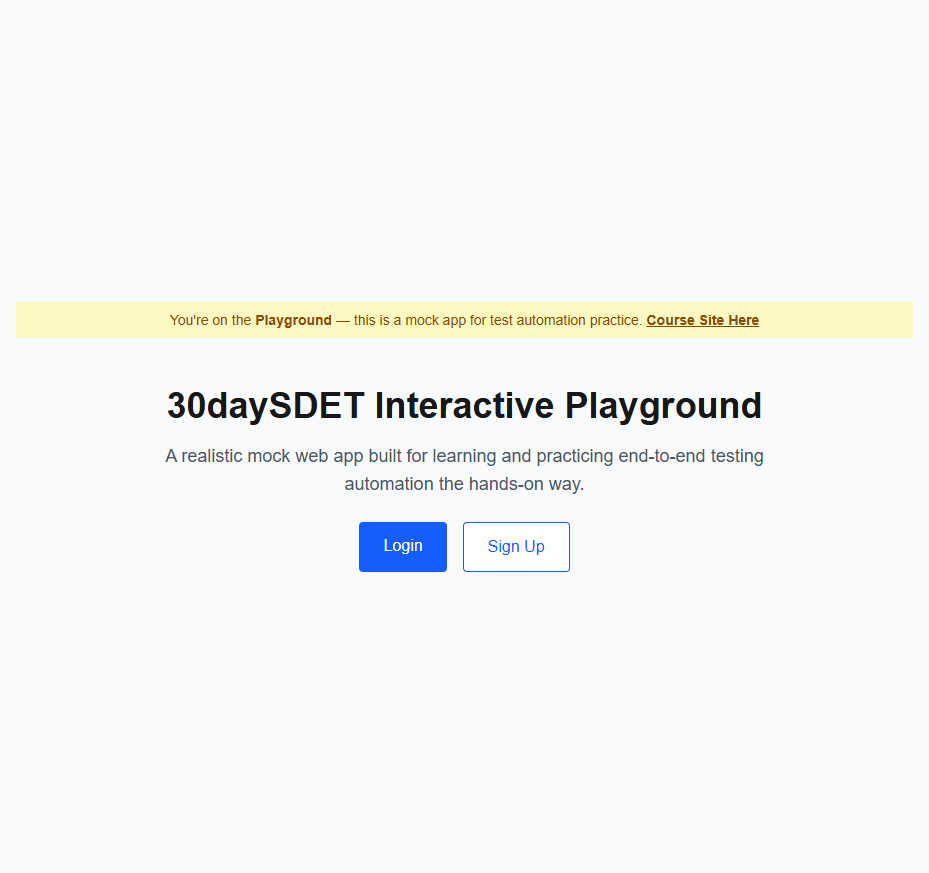 You're on the Playground — this is a mock app for test automation practice. Course Site Here
30daySDET Interactive Playground
A realistic mock web app built for learning and practicing end-to-end testing
automation the hands-on way.
Login
Sign Up